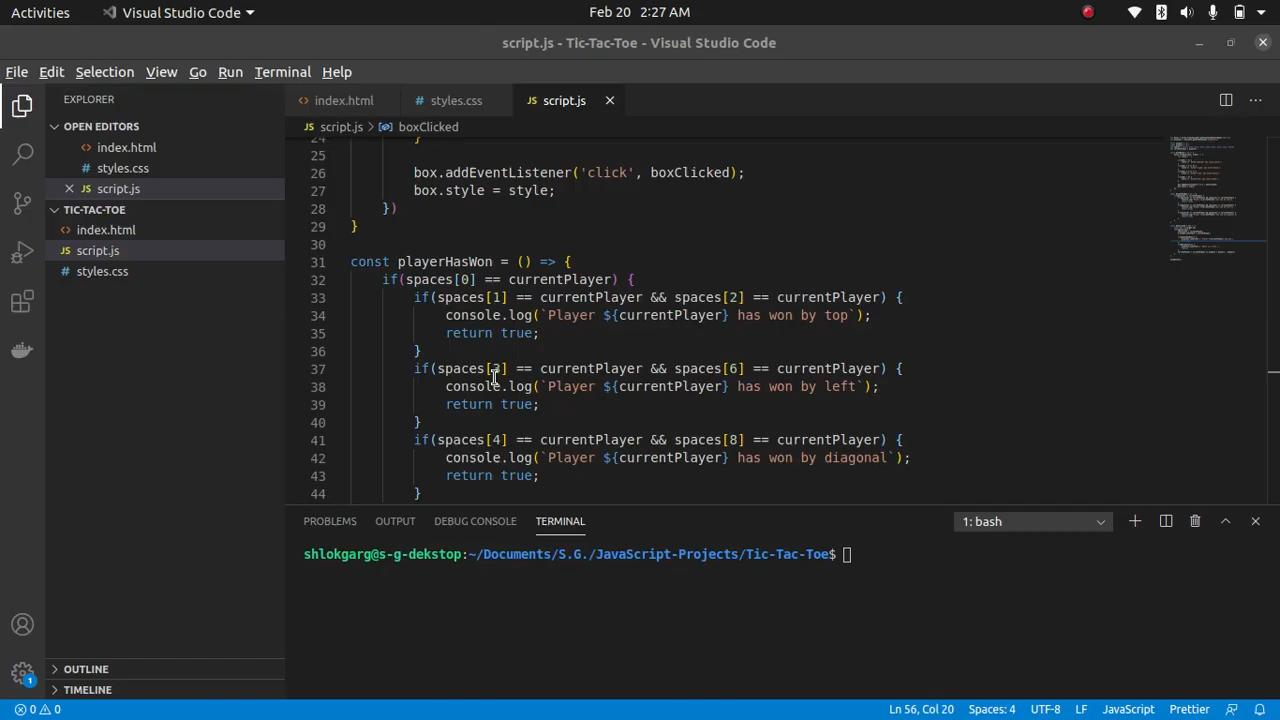 Activities Visual Studio Code Feb 20 2:27 AM
script.js - Tic-Tac-Toe - Visual Studio Code
File Edit Selection View Go Run Terminal Help
EXPLORER
OPEN EDITORS
index.html
styles.css
script.js
TIC-TAC-TOE
index.html
JS script.js
styles.css
OUTLINE
TIMELINE
index.html styles.css JS script.js
JS script.js boxClicked
24 }
25
26 box.addEventListener('click', boxClicked);
27 box.style = style;
28 })
29 }
30
31 const playerHasWon = () => {
32 if(spaces[0] == currentPlayer) {
33 if(spaces[1] == currentPlayer && spaces[2] == currentPlayer) {
34 console.log(`Player ${currentPlayer} has won by top`);
35 return true;
36 }
37 if(spaces[3] == currentPlayer && spaces[6] == currentPlayer) {
38 console.log(`Player ${currentPlayer} has won by left`);
39 return true;
40 }
41 if(spaces[4] == currentPlayer && spaces[8] == currentPlayer) {
42 console.log(`Player ${currentPlayer} has won by diagonal`);
43 return true;
44 }
PROBLEMS OUTPUT DEBUG CONSOLE TERMINAL 1: bash
shlokgarg@s-g-dekstop:~/Documents/S.G./JavaScript-Projects/Tic-Tac-Toe$
1
0 0 Ln 56, Col 20 Spaces: 4 UTF-8 LF JavaScript Prettier